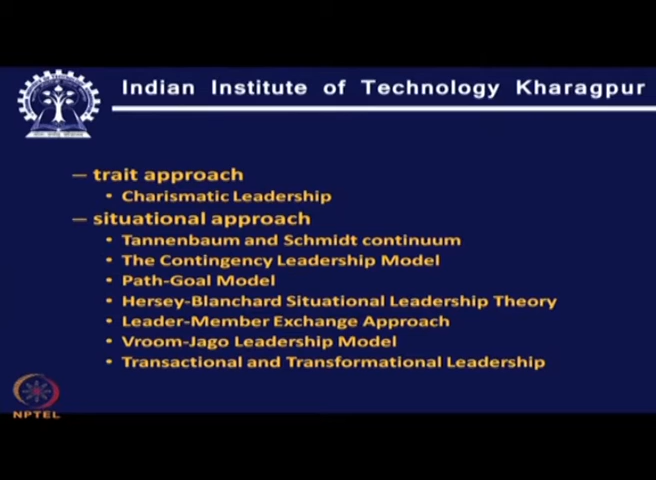 Indian Institute of Technology Kharagpur
– trait approach
• Charismatic Leadership
– situational approach
• Tannenbaum and Schmidt continuum
• The Contingency Leadership Model
• Path-Goal Model
• Hersey-Blanchard Situational Leadership Theory
• Leader-Member Exchange Approach
• Vroom-Jago Leadership Model
• Transactional and Transformational Leadership
NPTEL